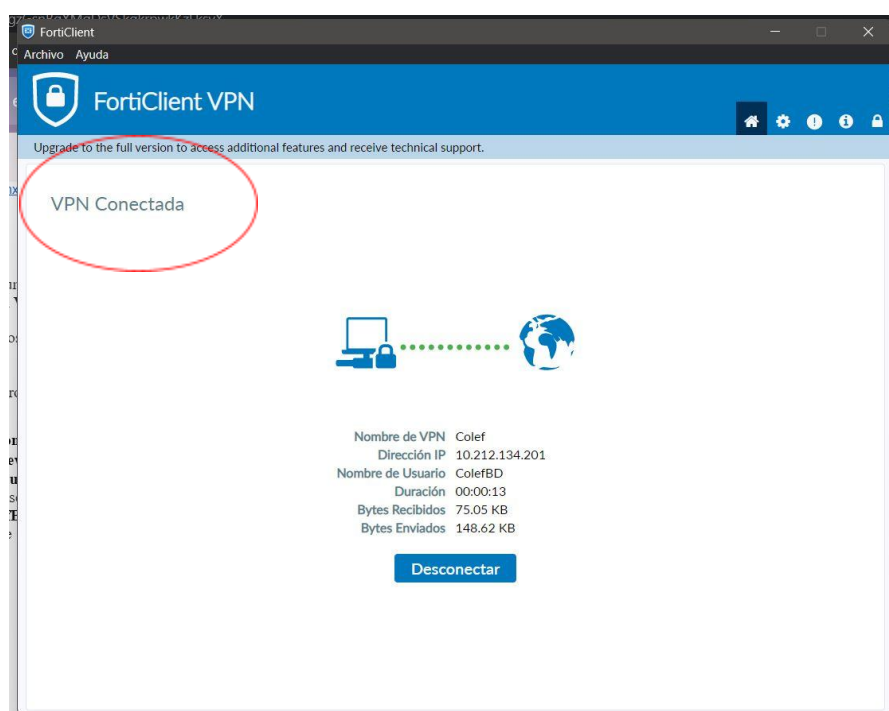 FortiClient
Archivo Ayuda
FortiClient VPN
Upgrade to the full version to access additional features and receive technical support.
VPN Conectada
Nombre de VPN Colef
Dirección IP 10.212.134.201
Nombre de Usuario ColefBD
Duración 00:00:13
Bytes Recibidos 75.05 KB
Bytes Enviados 148.62 KB
Desconectar